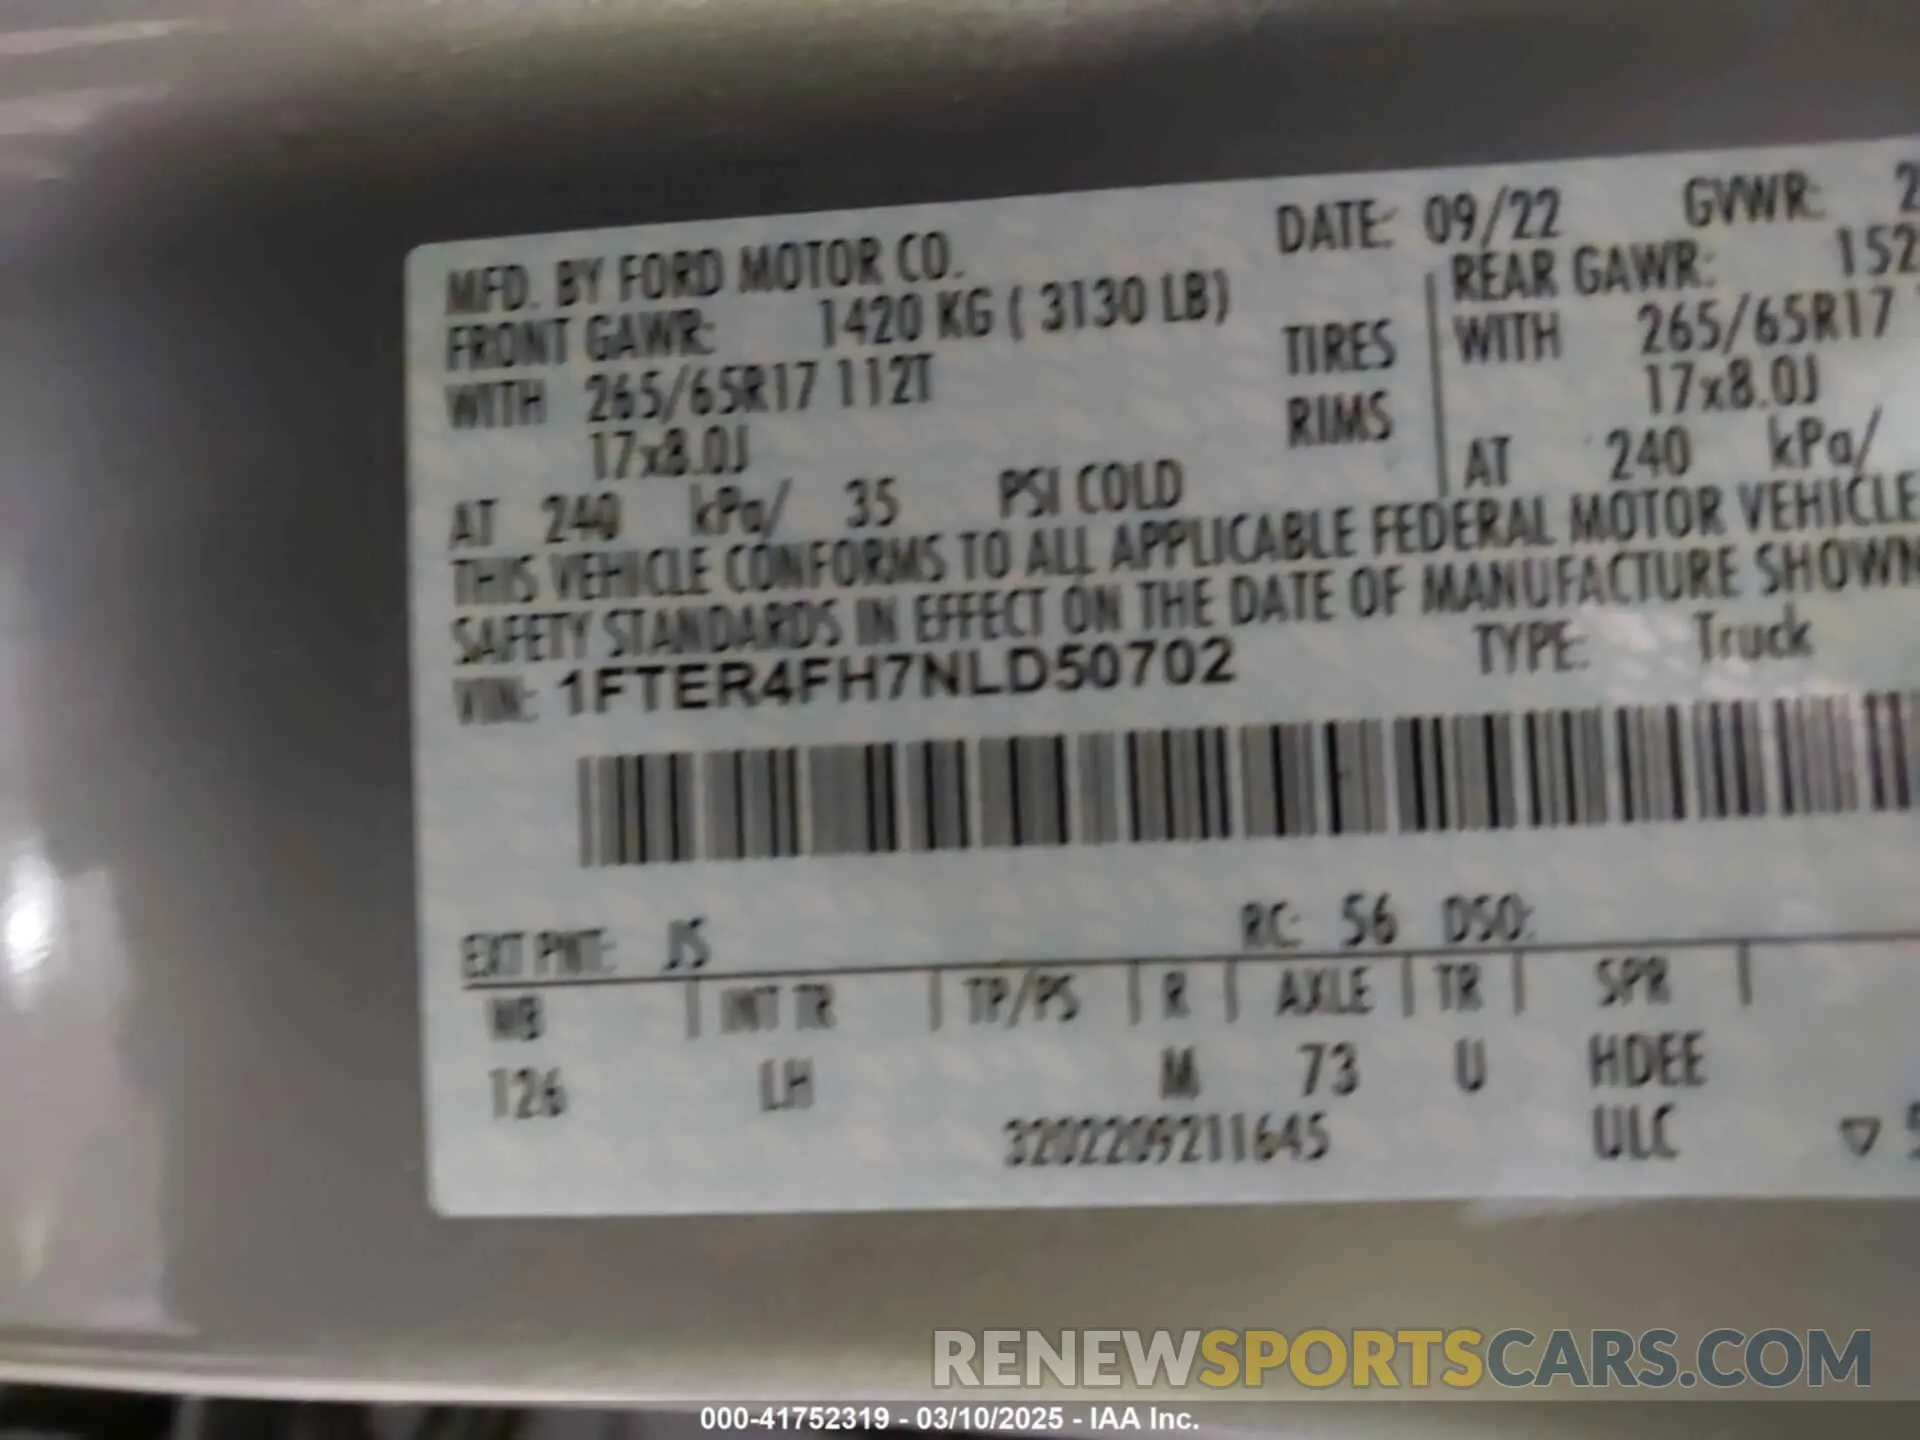 MFD. BY FORD MOTOR CO. DATE: 09/22 GVWR:
FRONT GAWR: 1420 KG ( 3130 LB) REAR GAWR: 152
WITH 265/65R17 112T TIRES WITH 265/65R17
17x8.0J RIMS 17x8.0J
AT 240 kPa/ 35 PSI COLD AT 240 kPa/
THIS VEHICLE CONFORMS TO ALL APPLICABLE FEDERAL MOTOR VEHICLE
SAFETY STANDARDS IN EFFECT ON THE DATE OF MANUFACTURE SHOWN
VIN: 1FTER4FH7NLD50702 TYPE: Truck
EXT PNT: JS RC: 56 DSO:
WB INT TR TP/PS R AXLE TR SPR
126 LH M 73 U HDEE
3202209211645 ULC
RENEWSPORTSCARS.COM
000-41752319 - 03/10/2025 - IAA Inc.